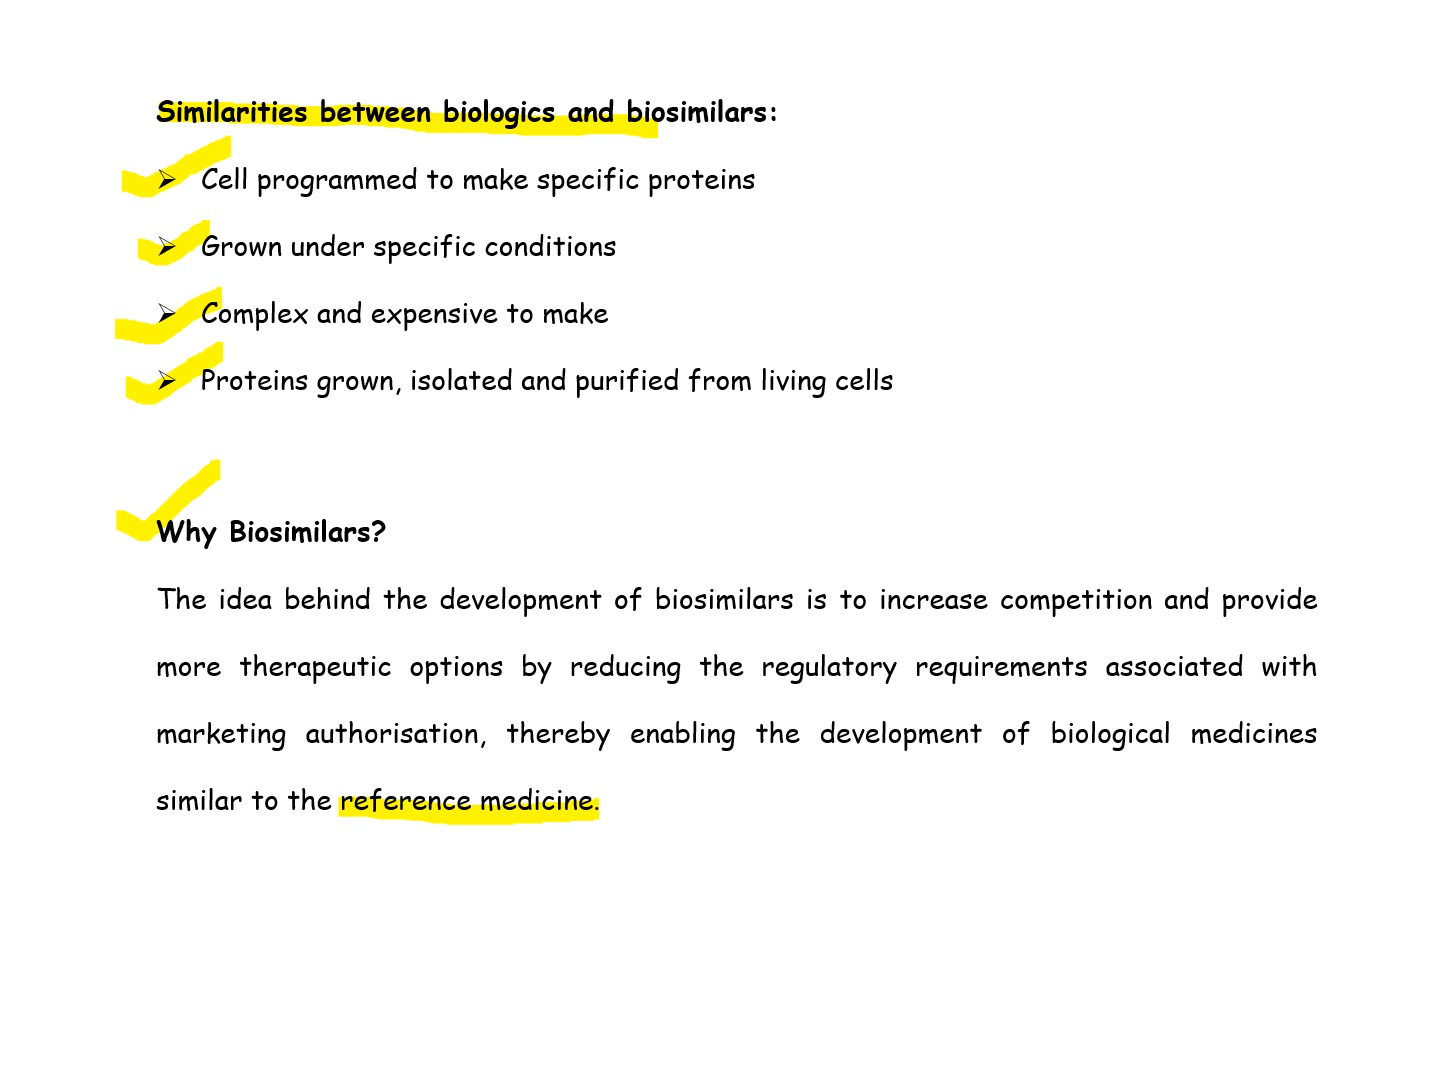 Similarities between biologics and biosimilars:
➢ Cell programmed to make specific proteins
➢ Grown under specific conditions
➢ Complex and expensive to make
➢ Proteins grown, isolated and purified from living cells
Why Biosimilars?
The idea behind the development of biosimilars is to increase competition and provide
more therapeutic options by reducing the regulatory requirements associated with
marketing authorisation, thereby enabling the development of biological medicines
similar to the reference medicine.